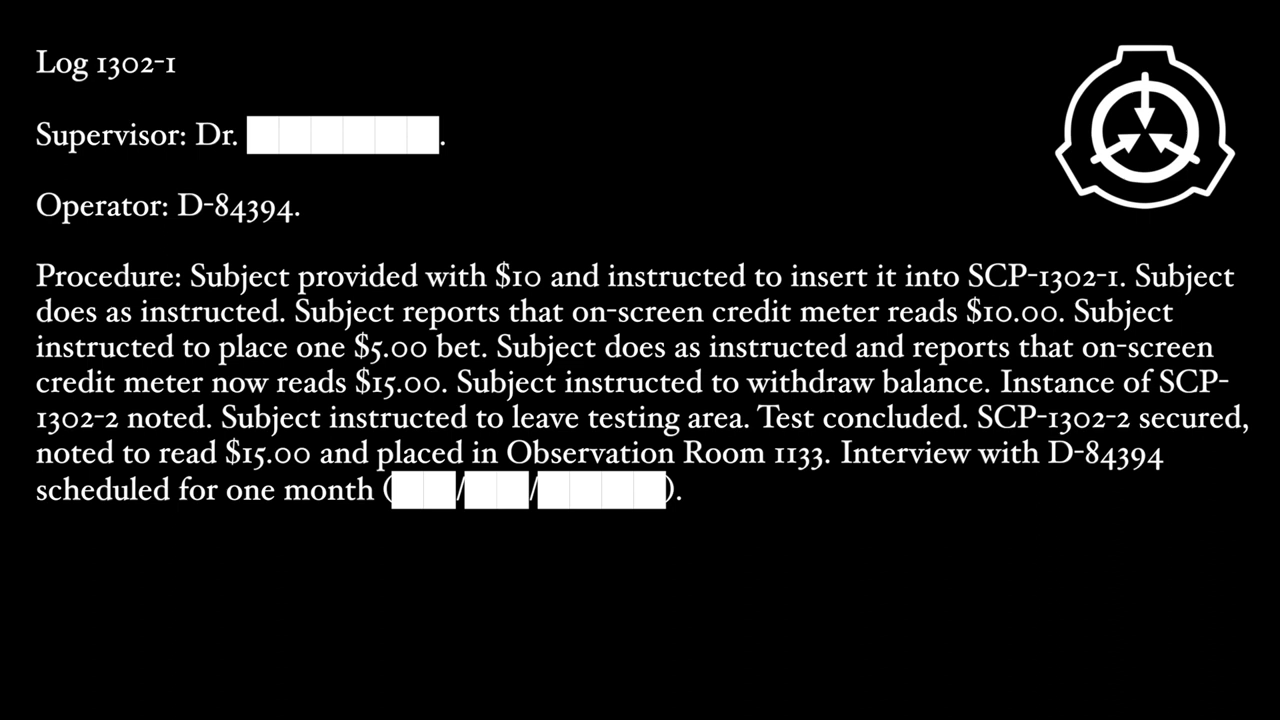 Log 1302-1
Supervisor: Dr. ██████.
Operator: D-84394.
Procedure: Subject provided with $10 and instructed to insert it into SCP-1302-1. Subject
does as instructed. Subject reports that on-screen credit meter reads $10.00. Subject
instructed to place one $5.00 bet. Subject does as instructed and reports that on-screen
credit meter now reads $15.00. Subject instructed to withdraw balance. Instance of SCP-
1302-2 noted. Subject instructed to leave testing area. Test concluded. SCP-1302-2 secured,
noted to read $15.00 and placed in Observation Room 1133. Interview with D-84394
scheduled for one month (██/██/████).